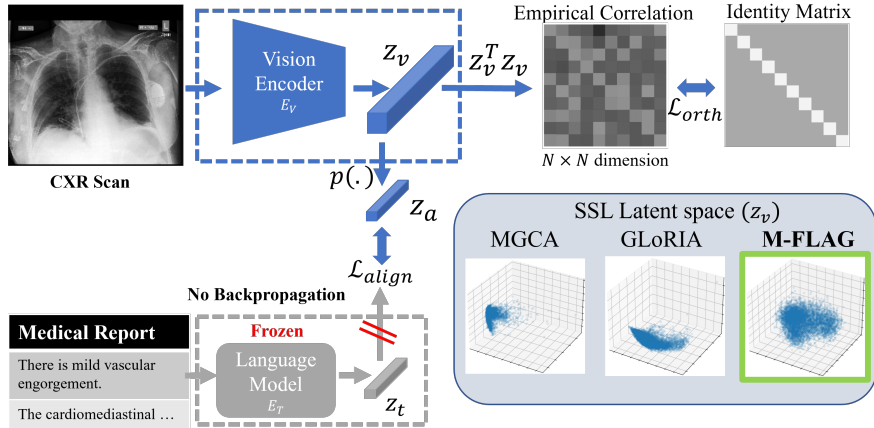 Empirical Correlation
Identity Matrix
Vision
Encoder
E_V
Z_v
Z_v^T Z_v
L_orth
N × N dimension
CXR Scan
p(.)
Z_a
SSL Latent space (z_v)
MGCA
GLoRIA
M-FLAG
L_align
No Backpropagation
Medical Report
Frozen
There is mild vascular
engorgement.
Language
Model
E_T
The cardiomediastinal …
Z_t